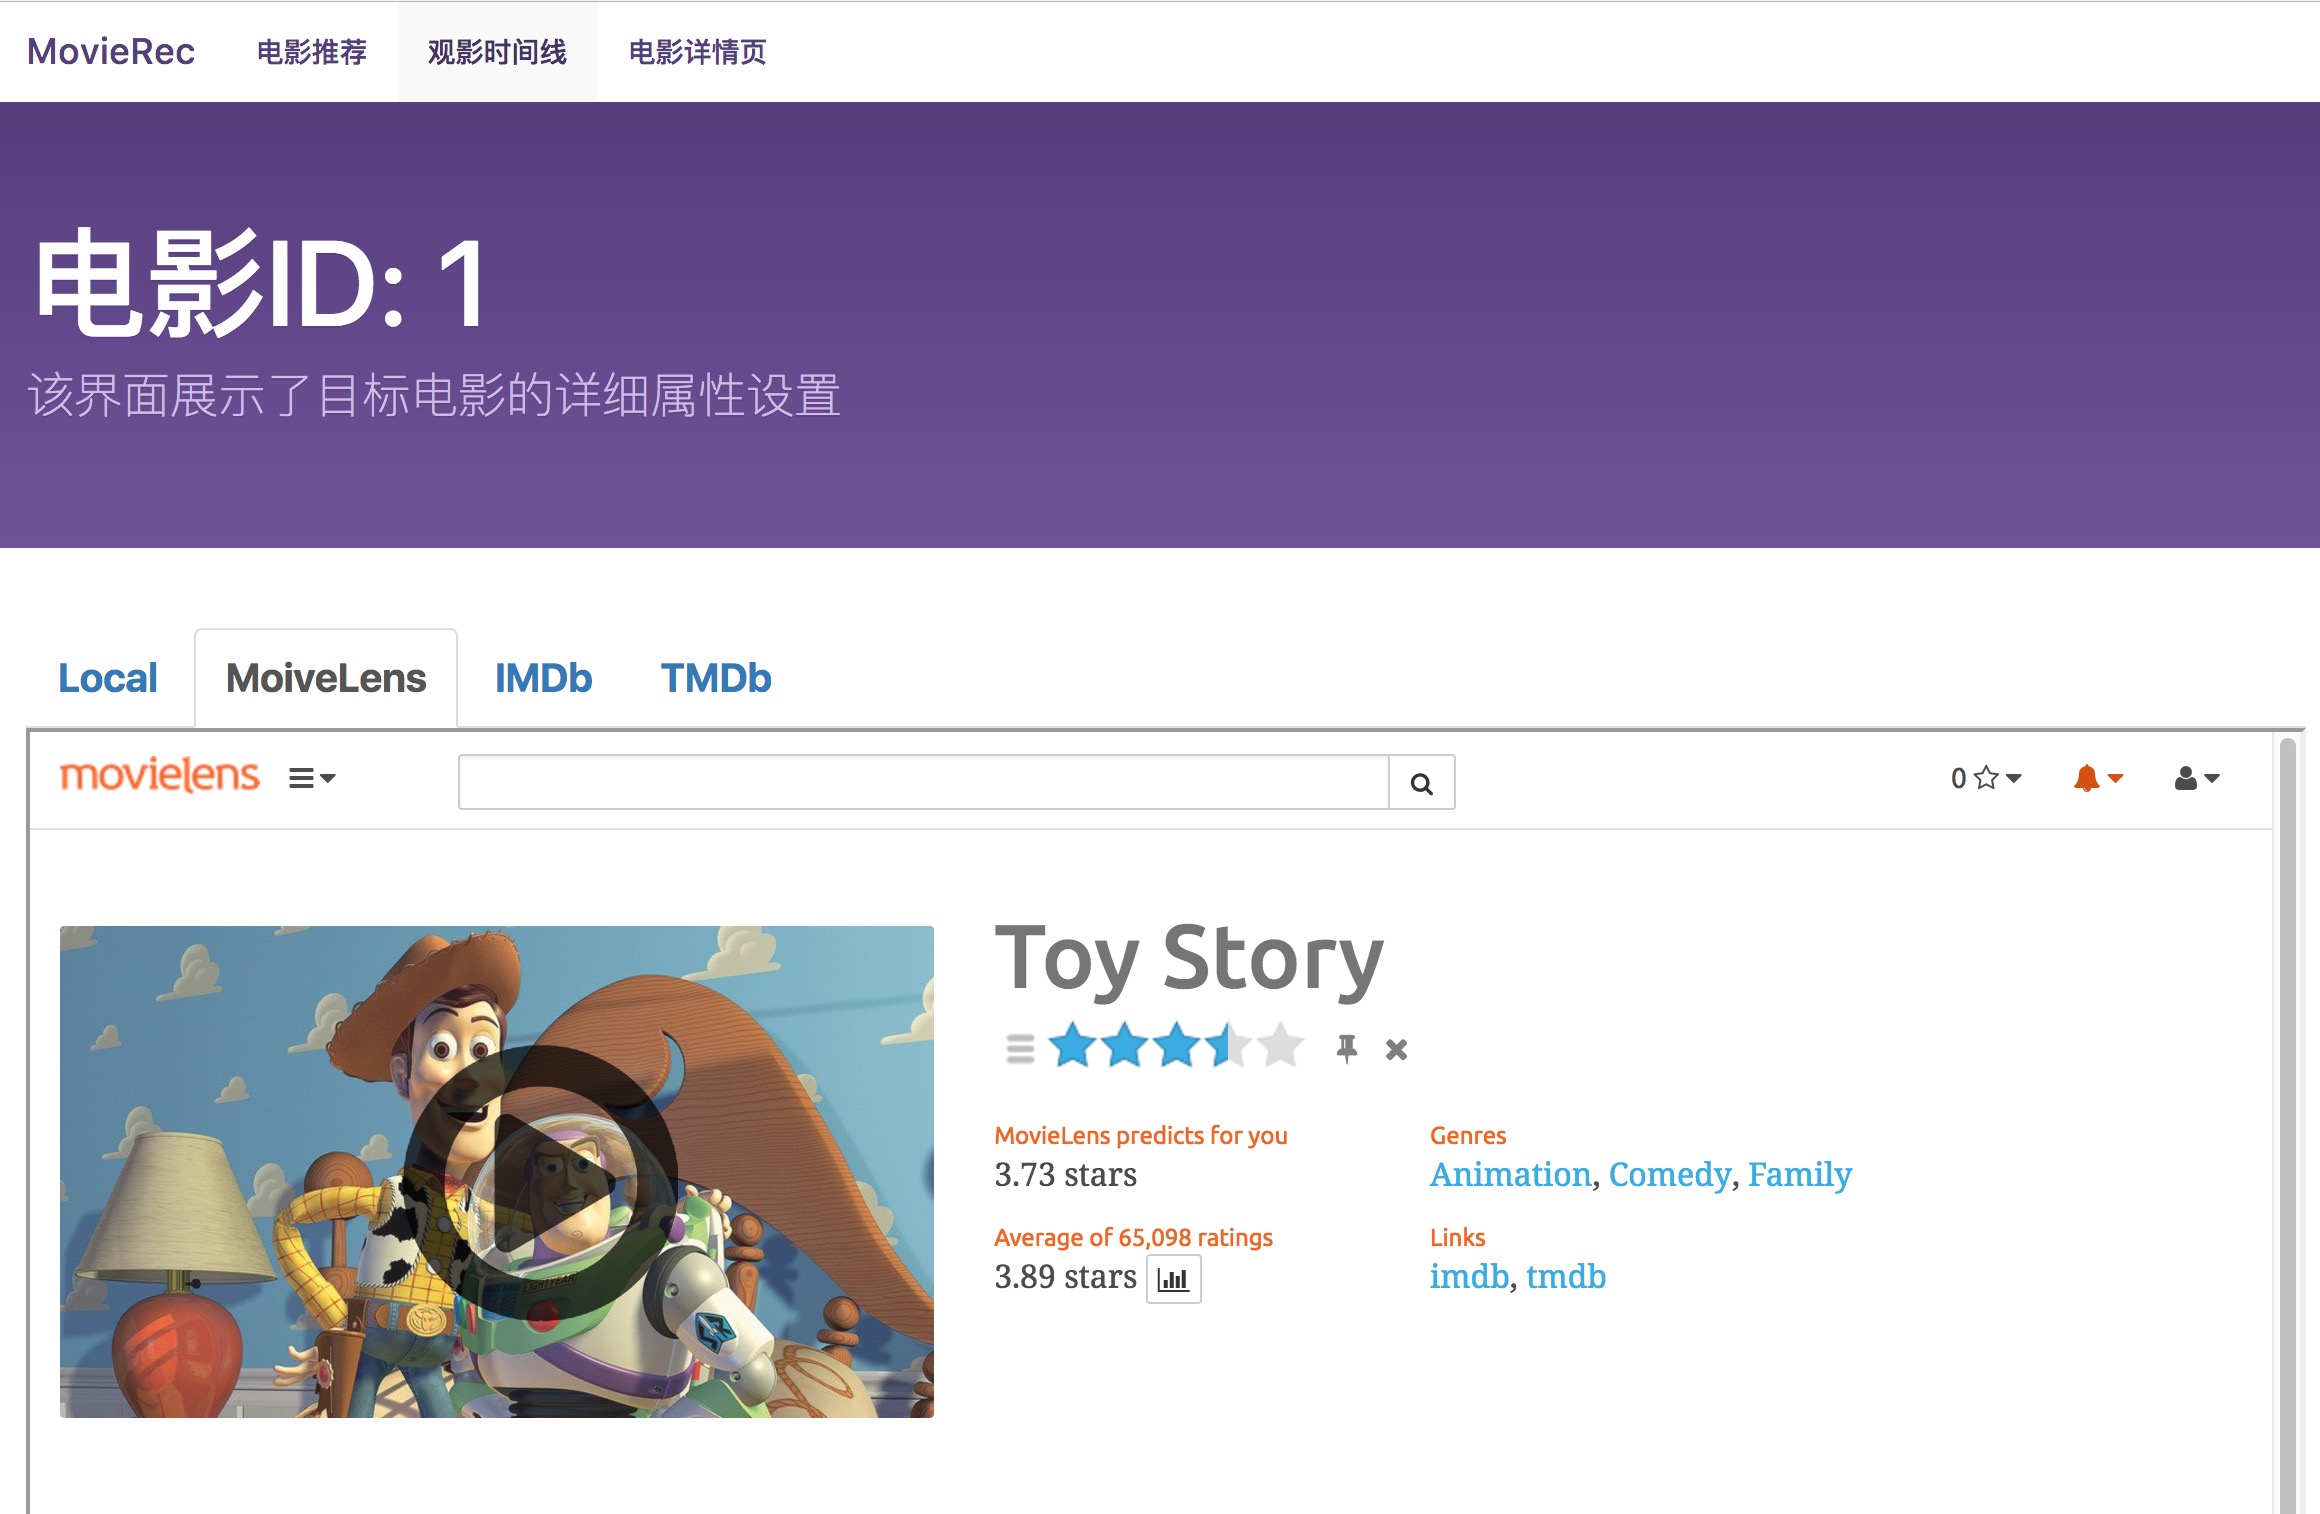 MovieRec 电影推荐 观影时间线 电影详情页
电影ID: 1
该界面展示了目标电影的详细属性设置
Local MoiveLens IMDb TMDb
movielens 0
Toy Story
MovieLens predicts for you Genres
3.73 stars Animation, Comedy, Family
Average of 65,098 ratings Links
3.89 stars imdb, tmdb
LIGHTYEAR